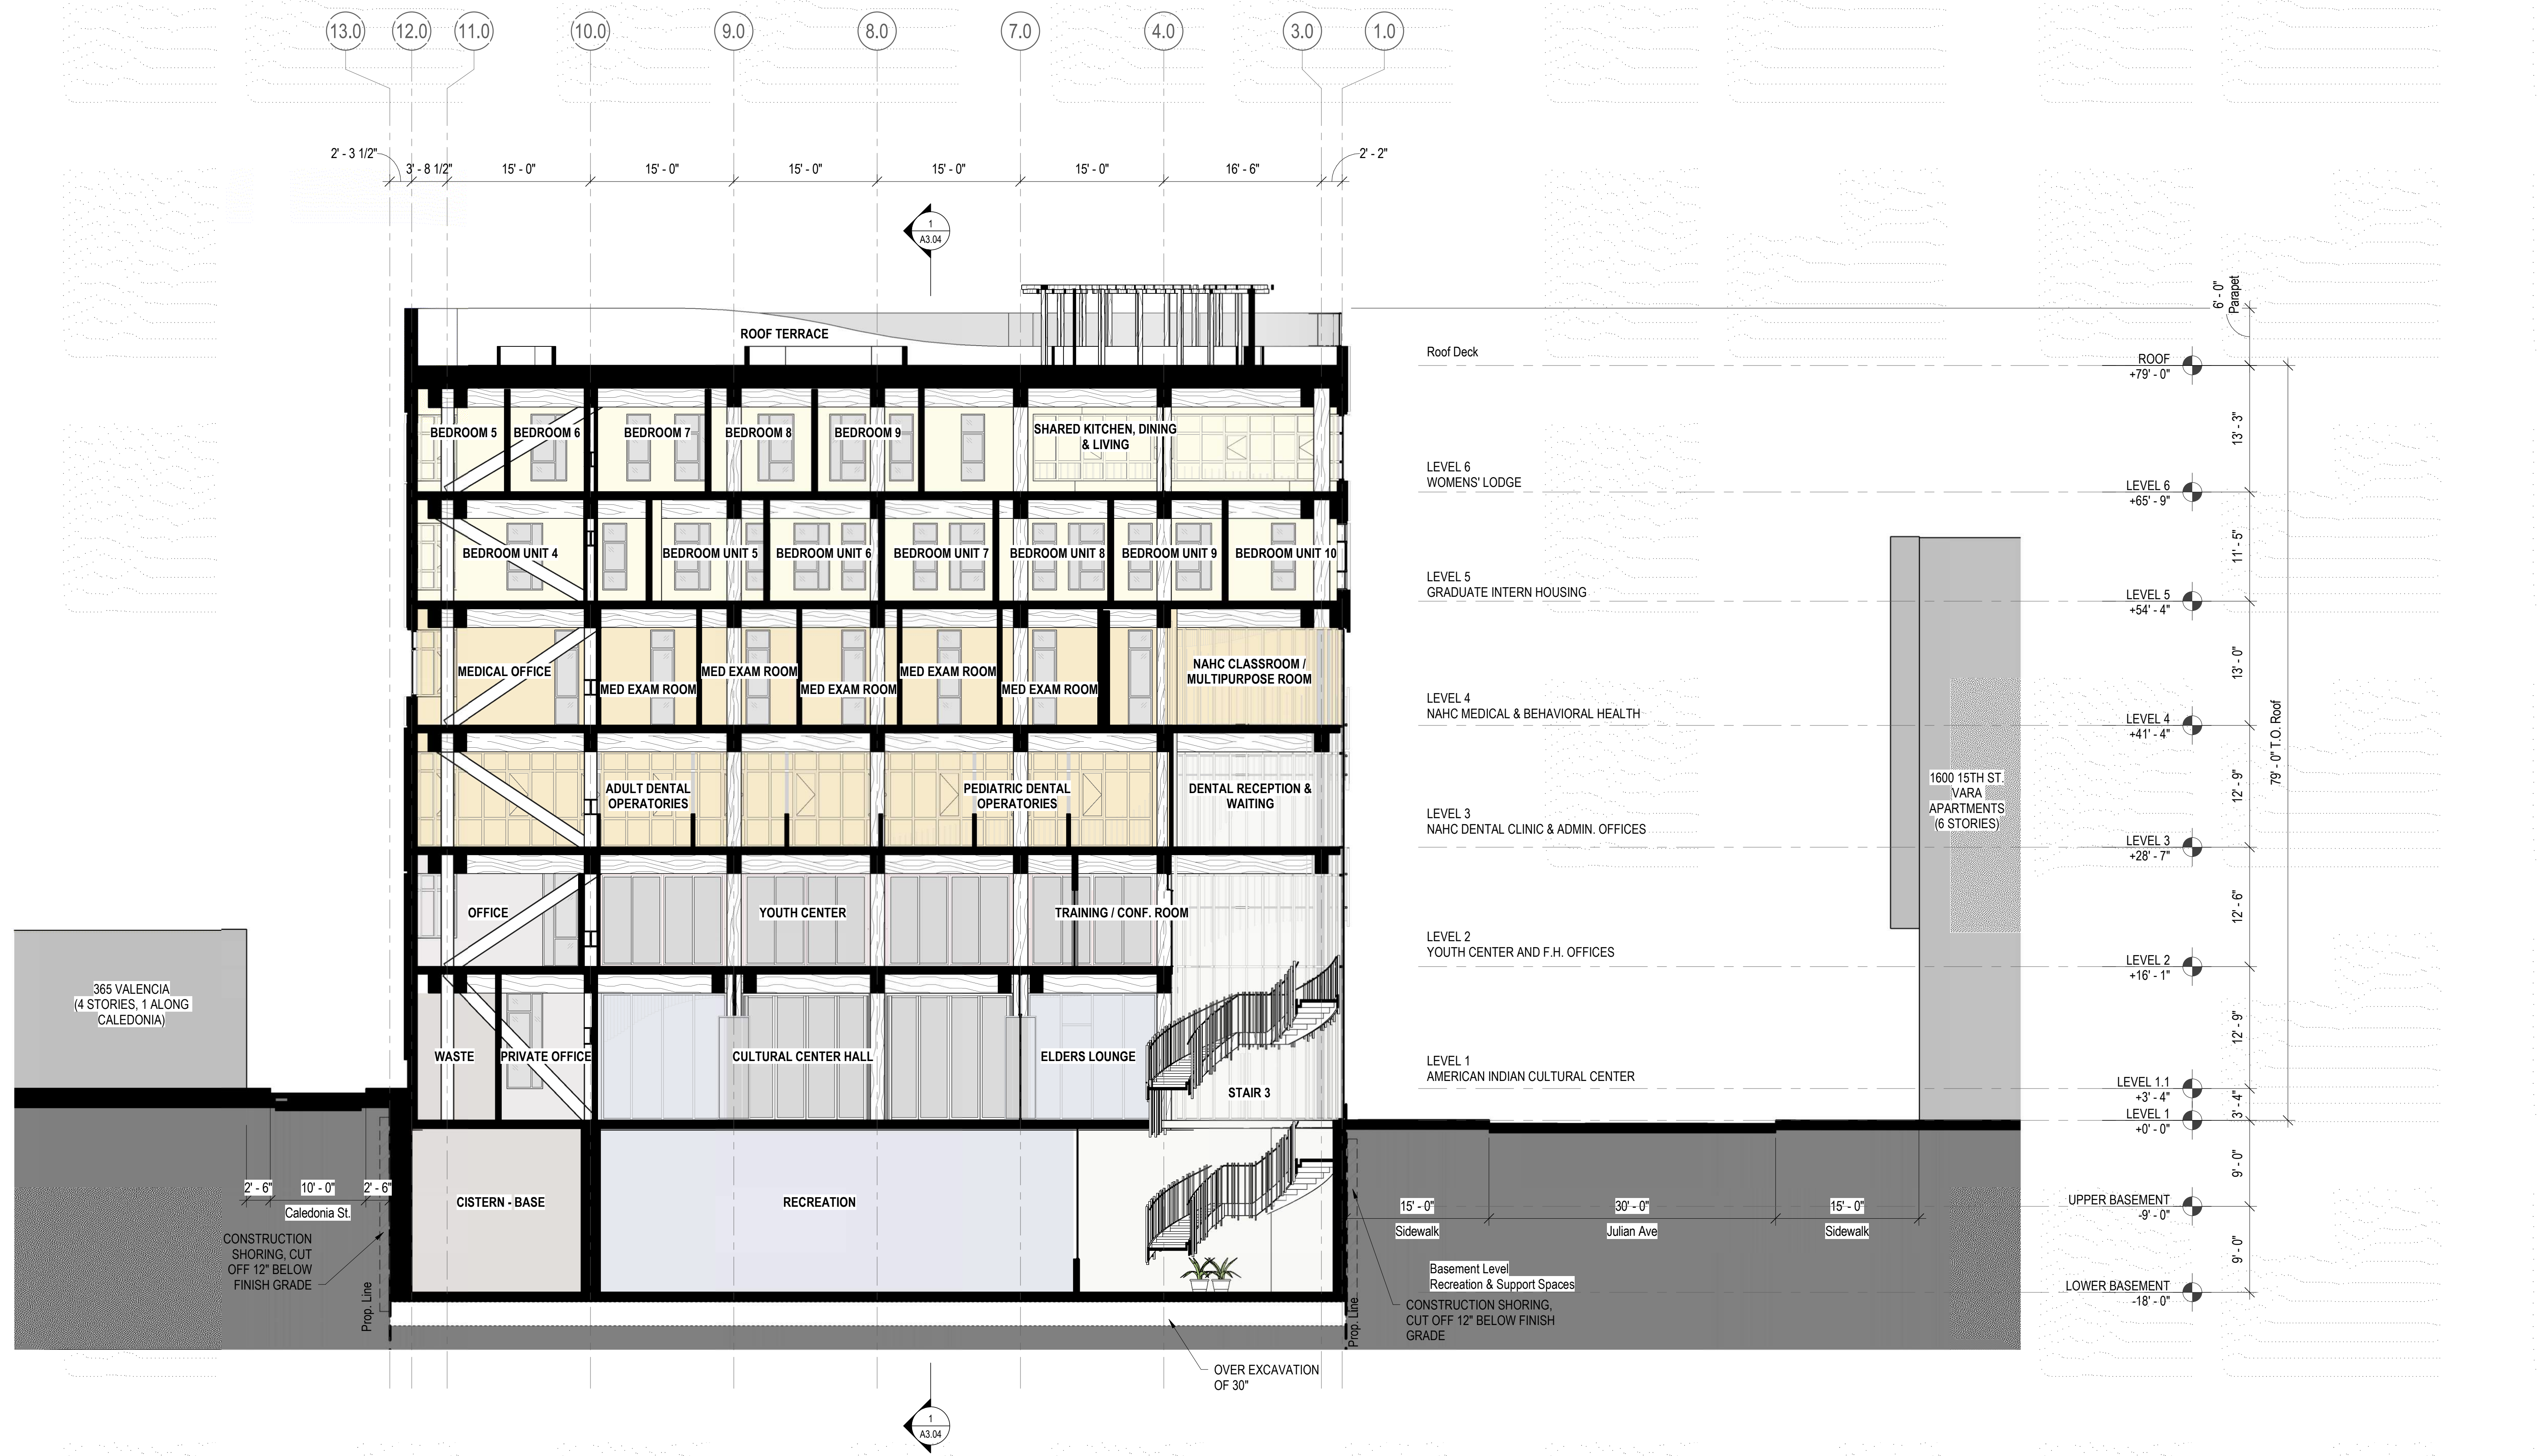 13.0
12.0
11.0
10.0
9.0
8.0
7.0
4.0
3.0
1.0
2' - 3 1/2"
3' - 8 1/2"
15' - 0"
15' - 0"
15' - 0"
15' - 0"
15' - 0"
16' - 6"
2' - 2"
1
A3.04
ROOF TERRACE
BEDROOM 5
BEDROOM 6
BEDROOM 7
BEDROOM 8
BEDROOM 9
SHARED KITCHEN, DINING
& LIVING
BEDROOM UNIT 4
BEDROOM UNIT 5
BEDROOM UNIT 6
BEDROOM UNIT 7
BEDROOM UNIT 8
BEDROOM UNIT 9
BEDROOM UNIT 10
MEDICAL OFFICE
MED EXAM ROOM
MED EXAM ROOM
MED EXAM ROOM
MED EXAM ROOM
MED EXAM ROOM
NAHC CLASSROOM /
MULTIPURPOSE ROOM
ADULT DENTAL
OPERATORIES
PEDIATRIC DENTAL
OPERATORIES
DENTAL RECEPTION &
WAITING
OFFICE
YOUTH CENTER
TRAINING / CONF. ROOM
WASTE
PRIVATE OFFICE
CULTURAL CENTER HALL
ELDERS LOUNGE
STAIR 3
CISTERN - BASE
RECREATION
365 VALENCIA
(4 STORIES, 1 ALONG
CALEDONIA)
2' - 6"
10' - 0"
2' - 6"
Caledonia St.
CONSTRUCTION
SHORING, CUT
OFF 12" BELOW
FINISH GRADE
Prop. Line
Roof Deck
LEVEL 6
WOMENS' LODGE
LEVEL 5
GRADUATE INTERN HOUSING
LEVEL 4
NAHC MEDICAL & BEHAVIORAL HEALTH
LEVEL 3
NAHC DENTAL CLINIC & ADMIN. OFFICES
LEVEL 2
YOUTH CENTER AND F.H. OFFICES
LEVEL 1
AMERICAN INDIAN CULTURAL CENTER
1600 15TH ST.
VARA
APARTMENTS
(6 STORIES)
15' - 0"
Sidewalk
30' - 0"
Julian Ave
15' - 0"
Sidewalk
Basement Level
Recreation & Support Spaces
CONSTRUCTION SHORING,
CUT OFF 12" BELOW FINISH
GRADE
Prop. Line
OVER EXCAVATION
OF 30"
1
A3.04
6' - 0"
Parapet
ROOF
+79' - 0"
13' - 3"
LEVEL 6
+65' - 9"
11' - 5"
LEVEL 5
+54' - 4"
13' - 0"
LEVEL 4
+41' - 4"
12' - 9"
79' - 0" T.O. Roof
LEVEL 3
+28' - 7"
12' - 6"
LEVEL 2
+16' - 1"
12' - 9"
LEVEL 1.1
+3' - 4"
3' - 4"
LEVEL 1
+0' - 0"
9' - 0"
UPPER BASEMENT
-9' - 0"
9' - 0"
LOWER BASEMENT
-18' - 0"